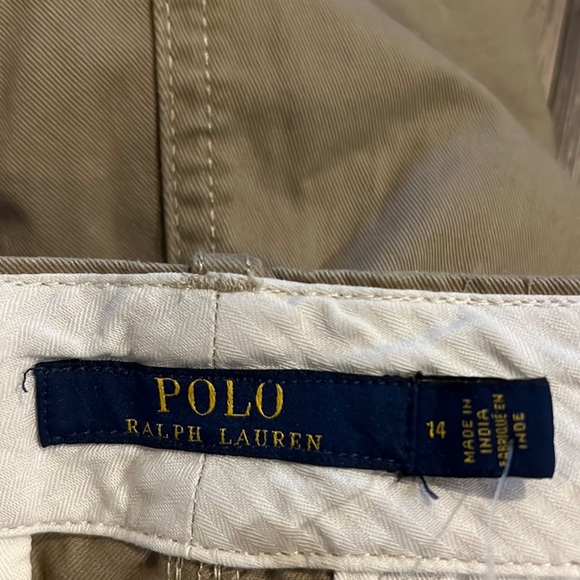 POLO
RALPH LAUREN
14
MADE IN
INDIA
FABRIQUÉ EN
INDE